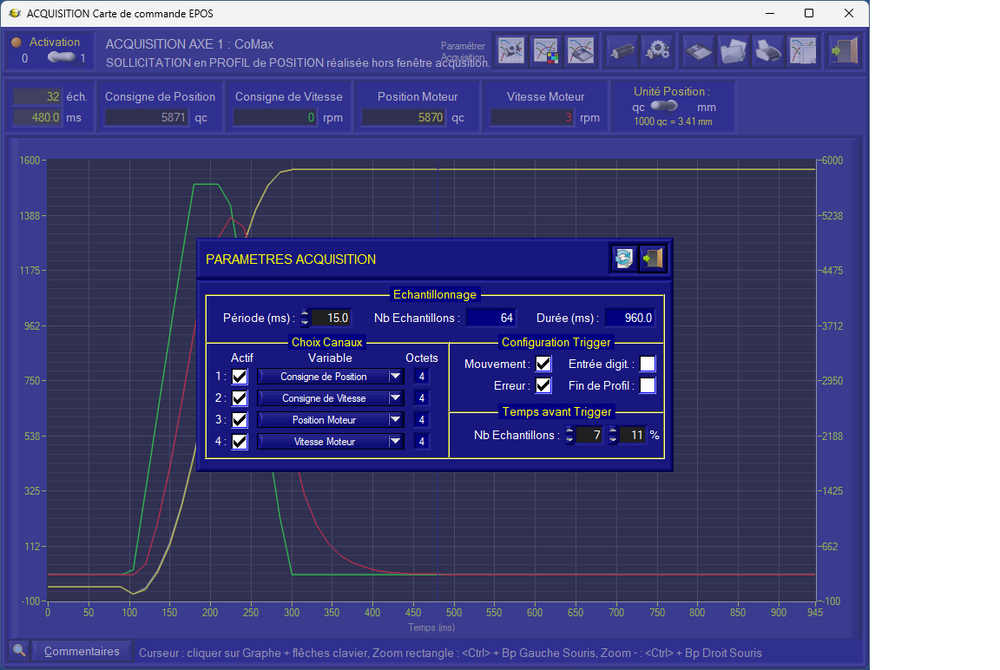 ACQUISITION Carte de commande EPOS
Activation
0 1
ACQUISITION AXE 1 : CoMax
SOLLICITATION en PROFIL de POSITION réalisée hors fenêtre acqusition.
Paramétrer
Acquisition
32 éch.
480.0 ms
Consigne de Position
5871 qc
Consigne de Vitesse
0 rpm
Position Moteur
5870 qc
Vitesse Moteur
3 rpm
Unité Position :
qc mm
1000 qc = 3.41 mm
1600
1388
1175
962
750
538
325
112
-100
6000
5238
4475
3712
2950
2188
1425
662
-100
PARAMETRES ACQUISITION
Echantillonnage
Période (ms) : 15.0 Nb Echantillons : 64 Durée (ms) : 960.0
Choix Canaux
Actif Variable Octets
1 : Consigne de Position 4
2 : Consigne de Vitesse 4
3 : Position Moteur 4
4 : Vitesse Moteur 4
Configuration Trigger
Mouvement : Entrée digit. :
Erreur : Fin de Profil :
Temps avant Trigger
Nb Echantillons : 7 11 %
0 50 100 150 200 250 300 350 400 450 500 550 600 650 700 750 800 850 900 945
Temps (ms)
Commentaires
Curseur : cliquer sur Graphe + flêches clavier, Zoom rectangle : <Ctrl> + Bp Gauche Souris, Zoom - : <Ctrl> + Bp Droit Souris